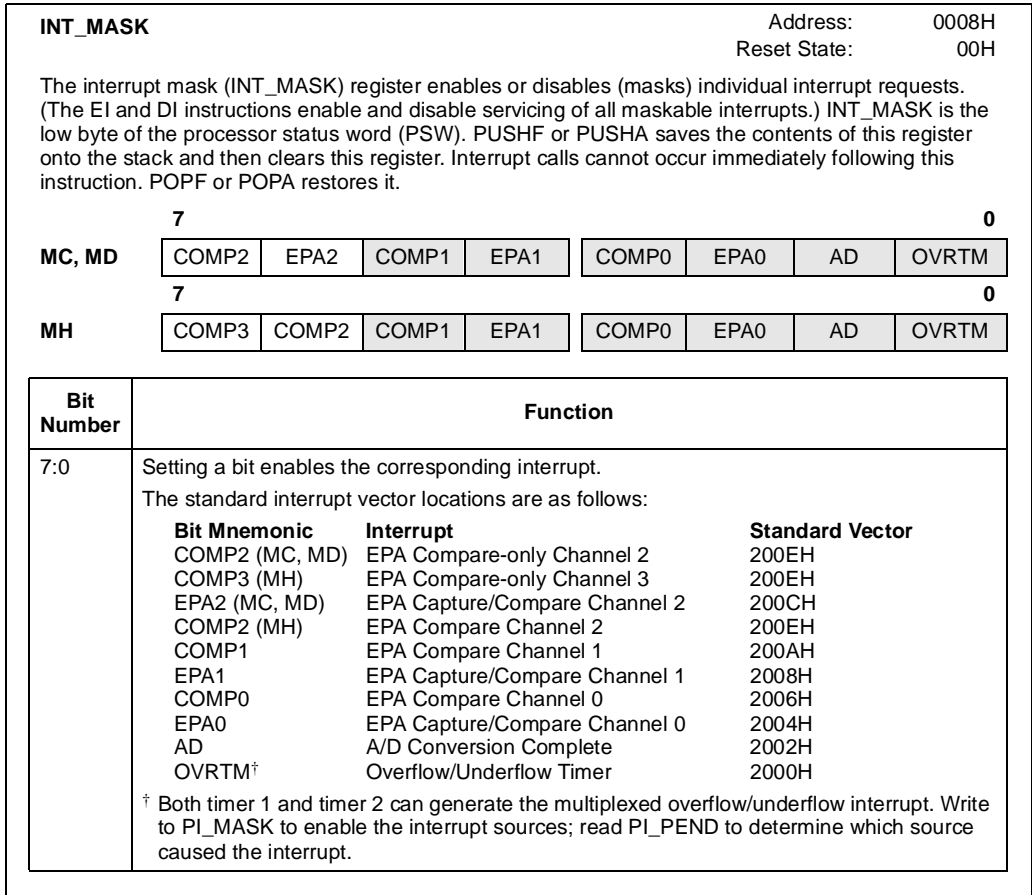 INT_MASK Address: 0008H
Reset State: 00H
The interrupt mask (INT_MASK) register enables or disables (masks) individual interrupt requests.
(The EI and DI instructions enable and disable servicing of all maskable interrupts.) INT_MASK is the
low byte of the processor status word (PSW). PUSHF or PUSHA saves the contents of this register
onto the stack and then clears this register. Interrupt calls cannot occur immediately following this
instruction. POPF or POPA restores it.
7 0
MC, MD COMP2 EPA2 COMP1 EPA1 COMP0 EPA0 AD OVRTM
7 0
MH COMP3 COMP2 COMP1 EPA1 COMP0 EPA0 AD OVRTM
Bit
Number Function
7:0 Setting a bit enables the corresponding interrupt.
The standard interrupt vector locations are as follows:
Bit Mnemonic Interrupt Standard Vector
COMP2 (MC, MD) EPA Compare-only Channel 2 200EH
COMP3 (MH) EPA Compare-only Channel 3 200EH
EPA2 (MC, MD) EPA Capture/Compare Channel 2 200CH
COMP2 (MH) EPA Compare Channel 2 200EH
COMP1 EPA Compare Channel 1 200AH
EPA1 EPA Capture/Compare Channel 1 2008H
COMP0 EPA Compare Channel 0 2006H
EPA0 EPA Capture/Compare Channel 0 2004H
AD A/D Conversion Complete 2002H
OVRTM† Overflow/Underflow Timer 2000H
† Both timer 1 and timer 2 can generate the multiplexed overflow/underflow interrupt. Write
to PI_MASK to enable the interrupt sources; read PI_PEND to determine which source
caused the interrupt.